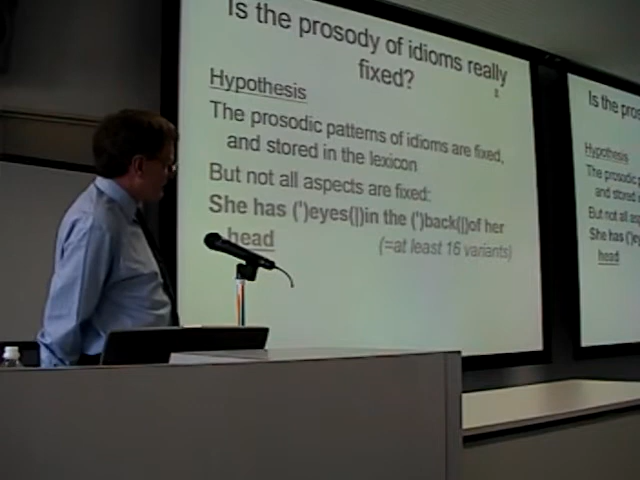 Is the prosody of idioms really
fixed?
Hypothesis
The prosodic patterns of idioms are fixed,
and stored in the lexicon
But not all aspects are fixed:
She has (')eyes(|)in the (')back(|)of her
head
(=at least 16 variants)
Is the pros
Hypothesis
The prosodic
and stored in
But not all
She has (')ey
head